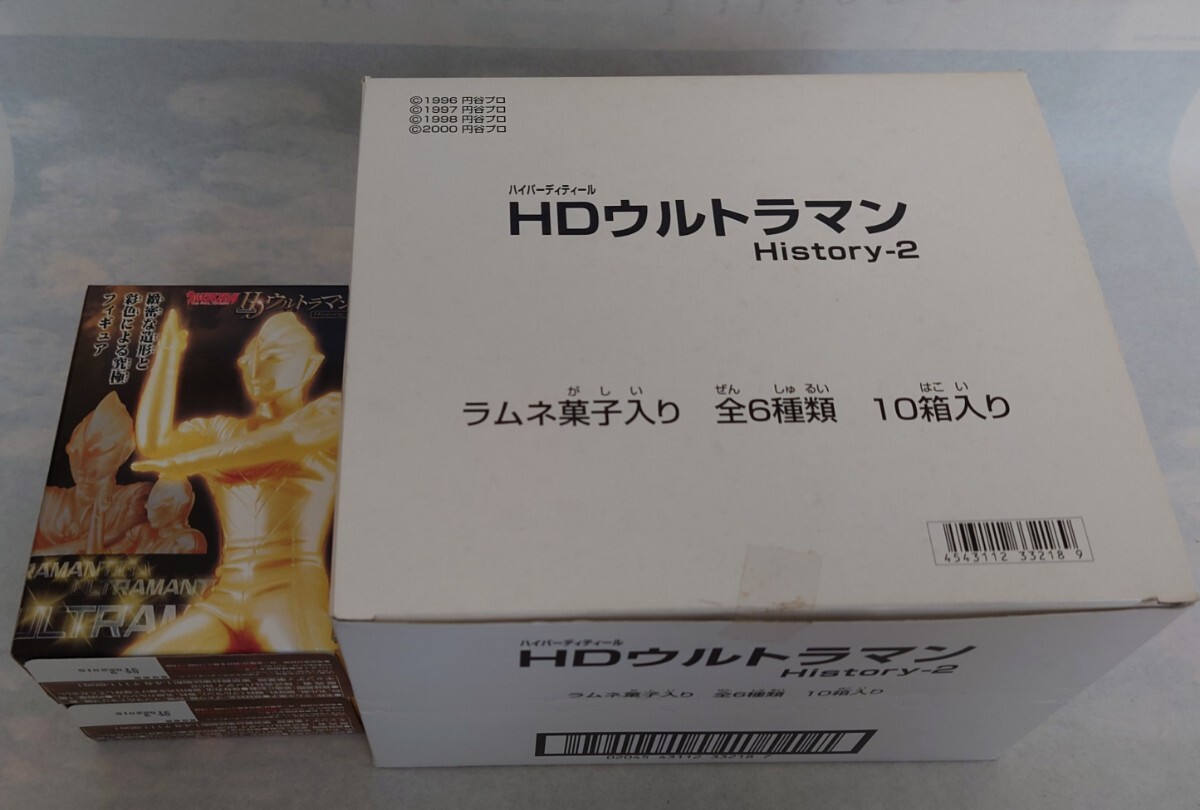 ©1996 円谷プロ
©1997 円谷プロ
©1998 円谷プロ
©2000 円谷プロ
ハイパーディティール
HDウルトラマン
History-2
がしい ぜん しゅるい はこい
ラムネ菓子入り 全6種類 10箱入り
4543112 33218 9
ハイパーディティール
HDウルトラマン
History-2
ラムネ菓子入り 全6種類 10箱入り
02045 43112 33218 7
HDウルトラマン
緻密な造形と
彩色による究極
フィギュア
RAMAN
ULTRAMAN
ULTRAMAN